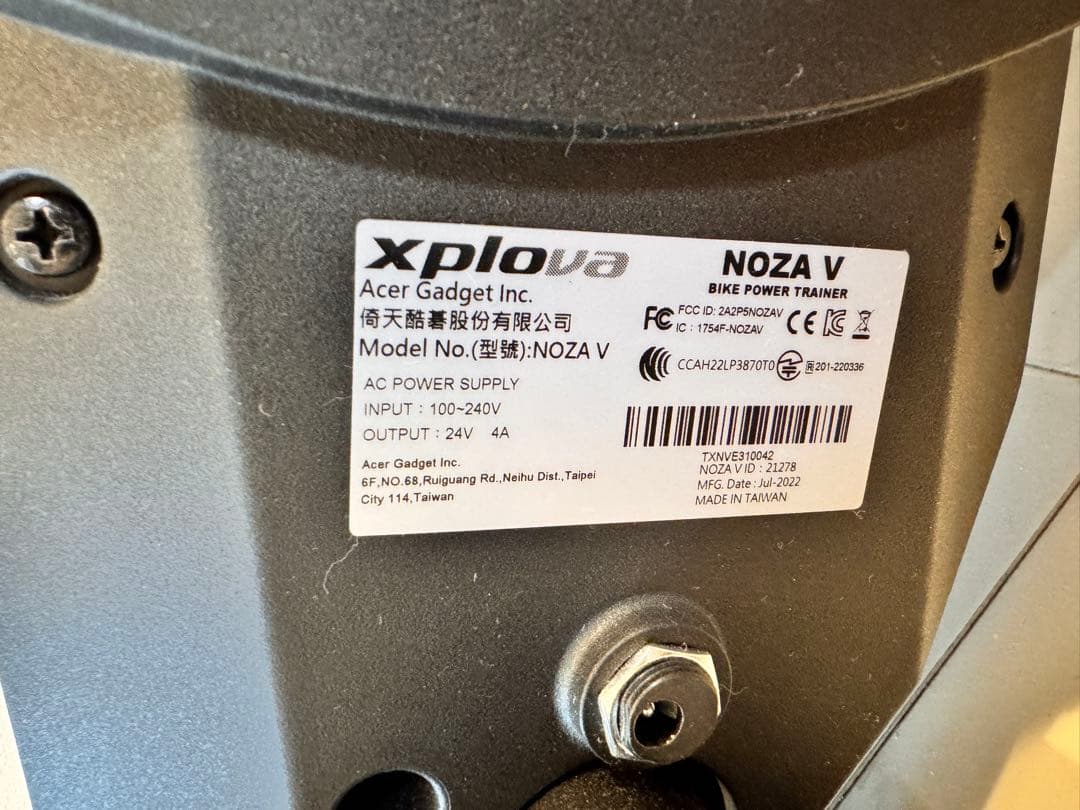 xplova
Acer Gadget Inc.
倚天酷碁股份有限公司
Model No.(型號):NOZA V
AC POWER SUPPLY
INPUT：100~240V
OUTPUT：24V 4A
Acer Gadget Inc.
6F,NO.68,Ruiguang Rd.,Neihu Dist.,Taipei
City 114,Taiwan
NOZA V
BIKE POWER TRAINER
FC FCC ID: 2A2P5NOZAV
IC : 1754F-NOZAV
CE
CCAH22LP3870T0
R 201-220336
TXNVE310042
NOZA V ID : 21278
MFG. Date : Jul-2022
MADE IN TAIWAN